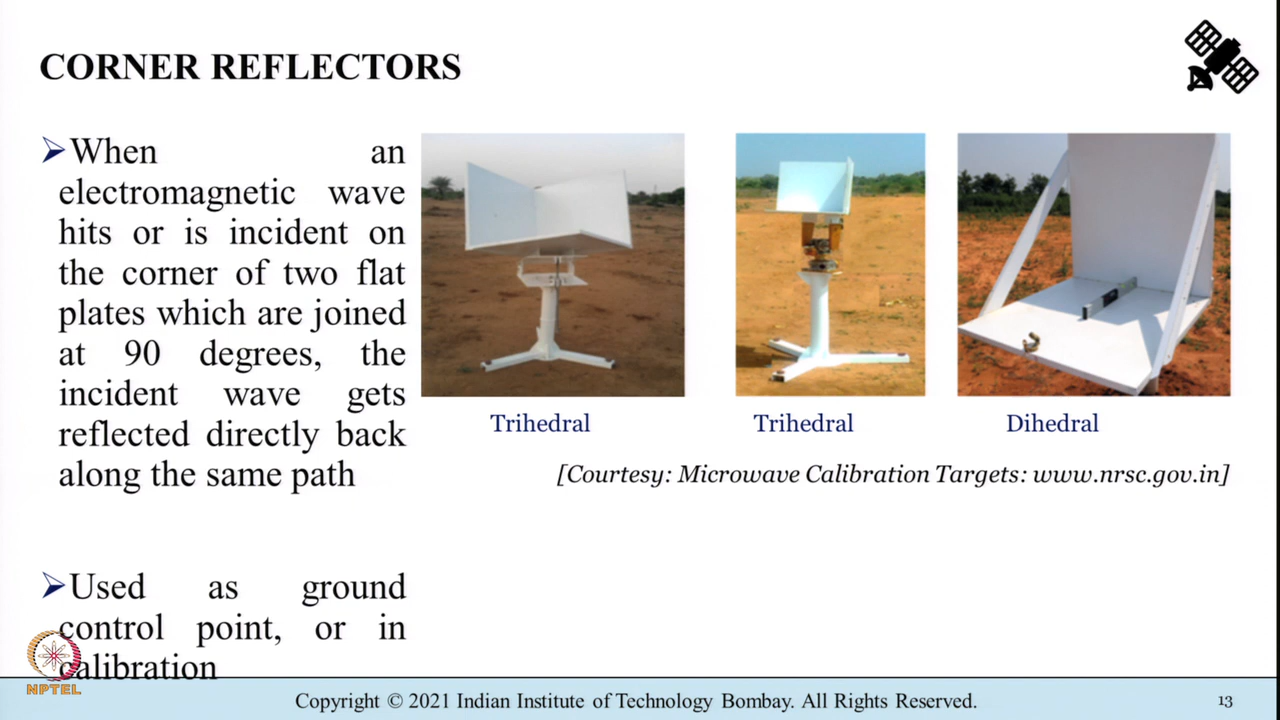 CORNER REFLECTORS
When an
electromagnetic wave
hits or is incident on
the corner of two flat
plates which are joined
at 90 degrees, the
incident wave gets
reflected directly back
along the same path
Used as ground
control point, or in
calibration
Trihedral
Trihedral
Dihedral
[Courtesy: Microwave Calibration Targets: www.nrsc.gov.in]
NPTEL
Copyright © 2021 Indian Institute of Technology Bombay. All Rights Reserved.
13